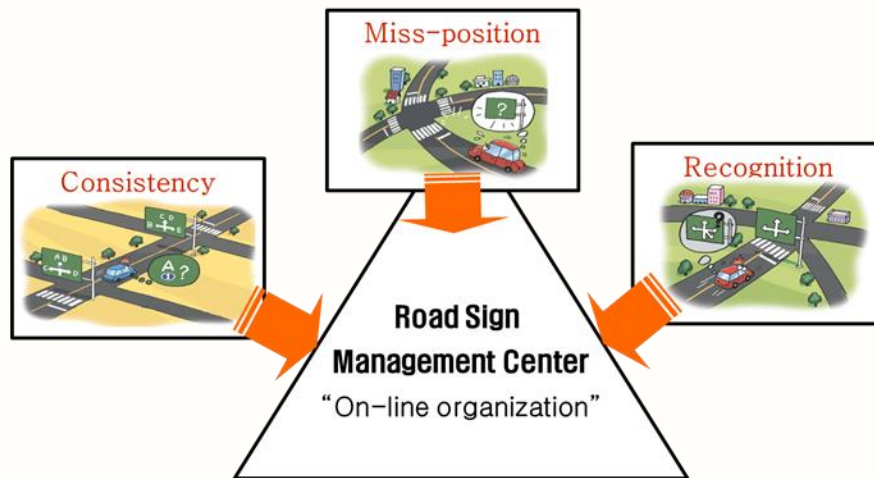 Miss-position
?
Consistency
C D
B E
A B
C D
A ?
Recognition
?
Road Sign
Management Center
“On-line organization”